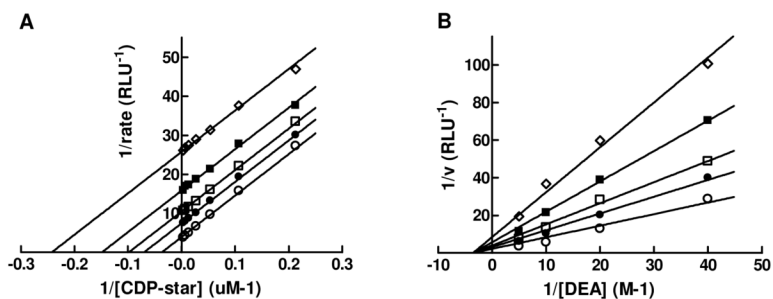 A
1/rate (RLU⁻¹)
50
40
30
20
10
-0.3 -0.2 -0.1 -0.0 0.1 0.2 0.3
1/[CDP-star] (uM-1)
B
1/v (RLU⁻¹)
100
80
60
40
20
-10 0 10 20 30 40 50
1/[DEA] (M-1)